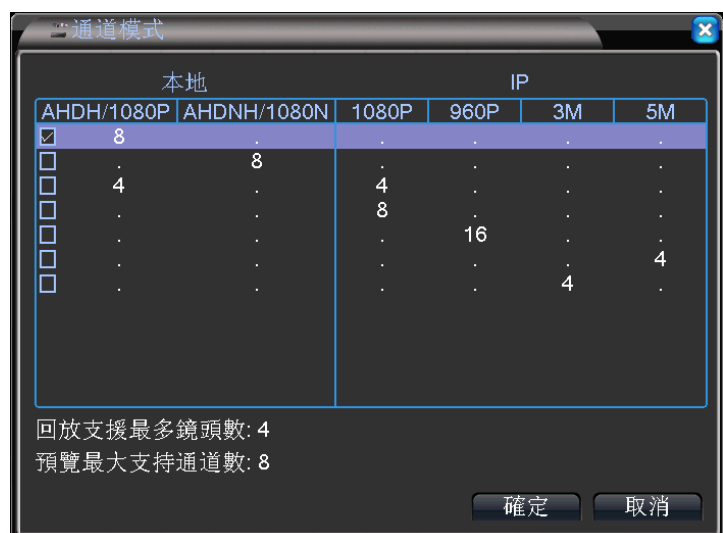 通道模式
本地 IP
AHDH/1080P AHDNH/1080N 1080P 960P 3M 5M
8 . . . . .
. 8 . . . .
4 . 4 . . .
. . 8 . . .
. . . 16 . .
. . . . . 4
. . . . 4 .
回放支援最多鏡頭數: 4
預覽最大支持通道數: 8
確定 取消